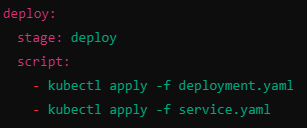 deploy:
  stage: deploy
  script:
    - kubectl apply -f deployment.yaml
    - kubectl apply -f service.yaml